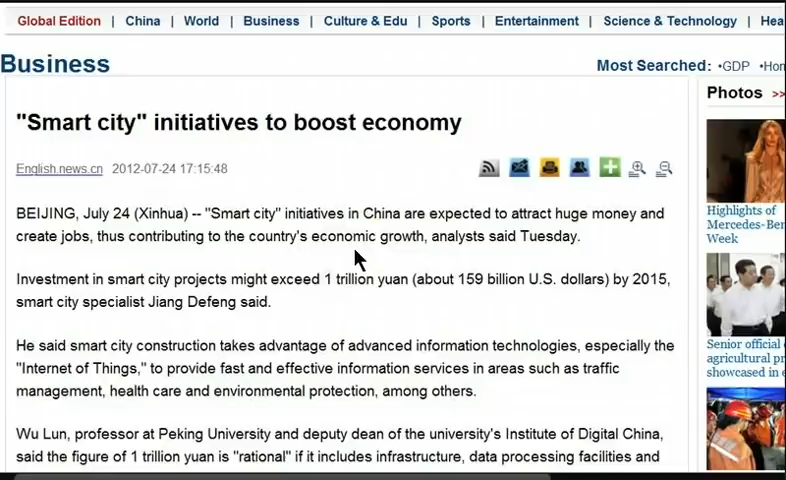 Global Edition | China | World | Business | Culture & Edu | Sports | Entertainment | Science & Technology |
Business
Most Searched: •GDP
Photos >>
"Smart city" initiatives to boost economy
English.news.cn 2012-07-24 17:15:48
BEIJING, July 24 (Xinhua) -- "Smart city" initiatives in China are expected to attract huge money and
create jobs, thus contributing to the country's economic growth, analysts said Tuesday.
Investment in smart city projects might exceed 1 trillion yuan (about 159 billion U.S. dollars) by 2015,
smart city specialist Jiang Defeng said.
He said smart city construction takes advantage of advanced information technologies, especially the
"Internet of Things," to provide fast and effective information services in areas such as traffic
management, health care and environmental protection, among others.
Wu Lun, professor at Peking University and deputy dean of the university's Institute of Digital China,
said the figure of 1 trillion yuan is "rational" if it includes infrastructure, data processing facilities and
Highlights of
Mercedes-Ben
Week
Senior official
agricultural pr
showcased in e